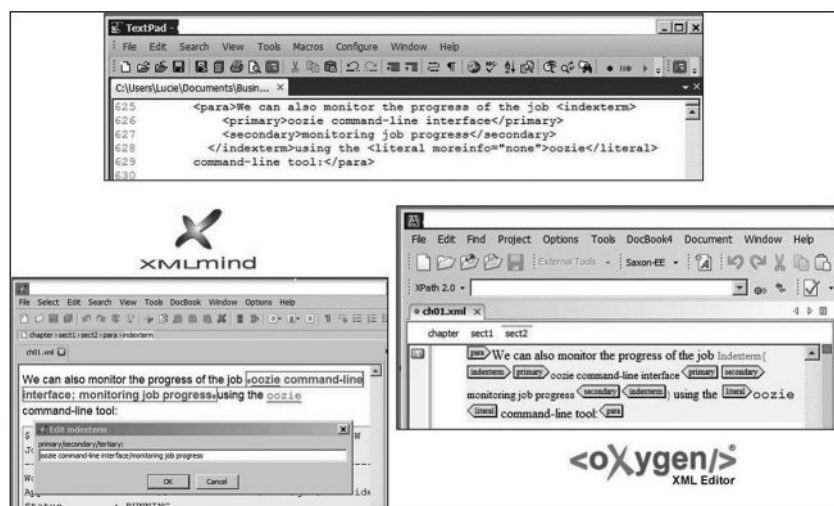 TextPad -
File Edit Search View Tools Macros Configure Window Help
C:\Users\Lucie\Documents\Busin... ×
625 <para>We can also monitor the progress of the job <indexterm>
626 <primary>oozie command-line interface</primary>
627 <secondary>monitoring job progress</secondary>
628 </indexterm>using the <literal moreinfo="none">oozie</literal>
629 command-line tool:</para>
630
XMLmind
File Select Edit Search View Tools DocBook Window Options Help
chapter sect1 sect2 para indexterm
ch01.xml
We can also monitor the progress of the job oozie command-line
interface; monitoring job progress using the oozie
command-line tool:
$
Edit indexterm
primary/secondary/tertiary:
oozie command-line interface/monitoring job progress
OK Cancel
File Edit Find Project Options Tools DocBook4 Document Window Help
External Tools Saxon-EE
XPath 2.0
ch01.xml ×
chapter sect1 sect2
para We can also monitor the progress of the job Indexterm{
indexterm primary oozie command-line interface primary secondary
monitoring job progress secondary indexterm } using the literal oozie
literal command-line tool: para
<oXygen/>®
XML Editor